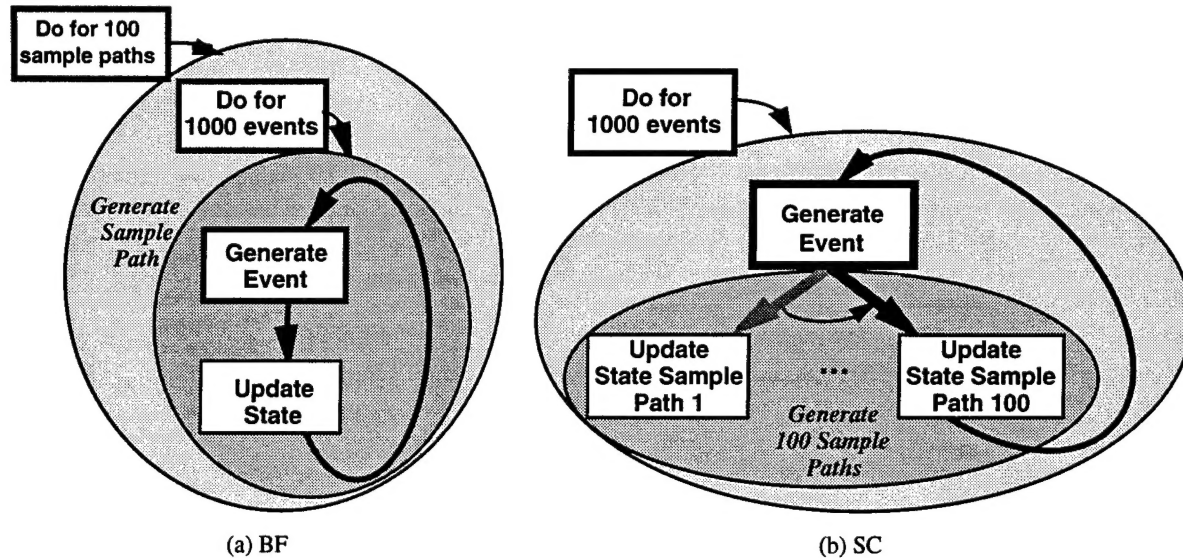 Do for 100
sample paths
Do for
1000 events
Generate
Sample
Path
Generate
Event
Update
State
(a) BF
Do for
1000 events
Generate
Event
Update
State Sample
Path 1
...
Update
State Sample
Path 100
Generate
100 Sample
Paths
(b) SC